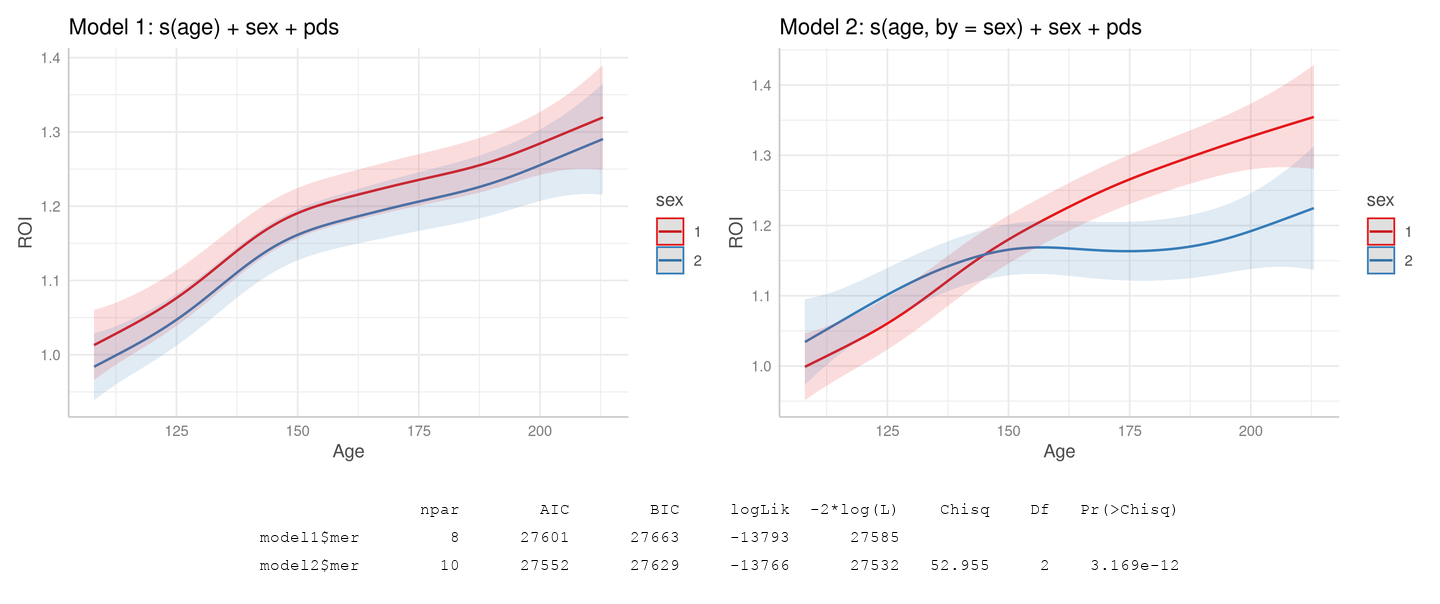 Model 1: s(age) + sex + pds
1.4
1.3
1.2
1.1
1.0
ROI
125 150 175 200
Age
sex
1
2
Model 2: s(age, by = sex) + sex + pds
1.4
1.3
1.2
1.1
1.0
ROI
125 150 175 200
Age
sex
1
2
npar AIC BIC logLik -2*log(L) Chisq Df Pr(>Chisq)
model1$mer 8 27601 27663 -13793 27585
model2$mer 10 27552 27629 -13766 27532 52.955 2 3.169e-12